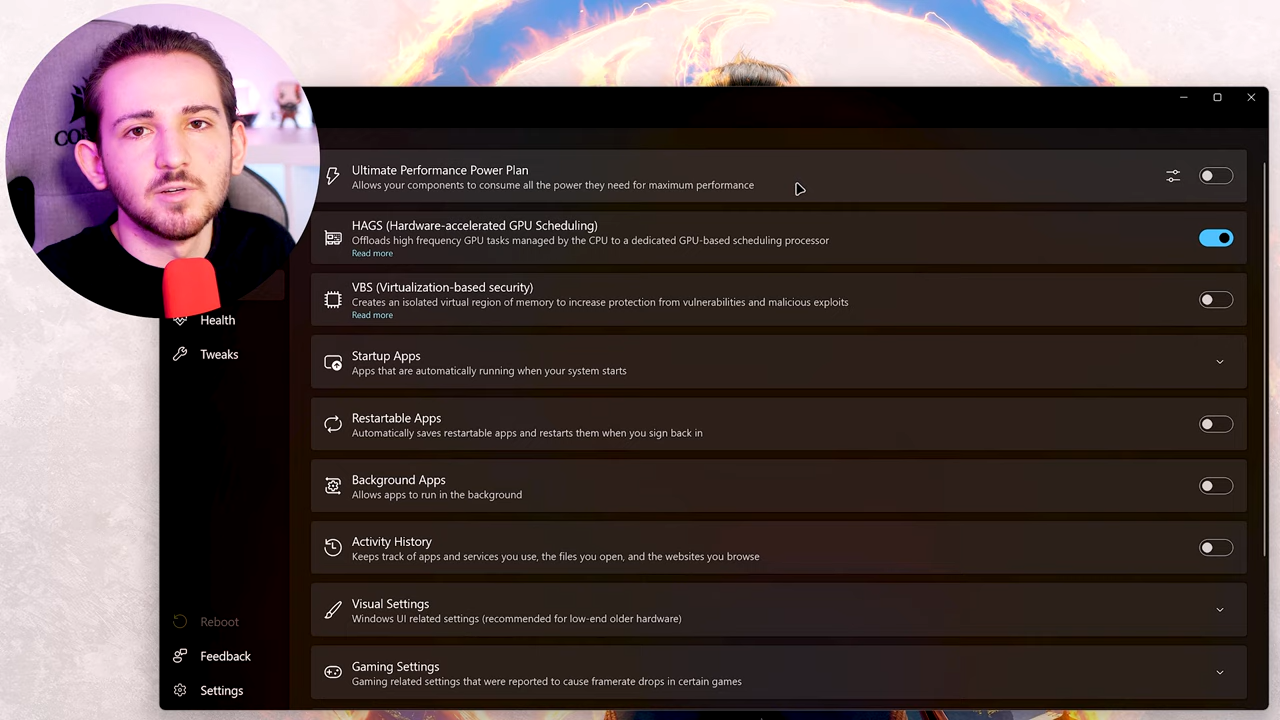 Ultimate Performance Power Plan
Allows your components to consume all the power they need for maximum performance
HAGS (Hardware-accelerated GPU Scheduling)
Offloads high frequency GPU tasks managed by the CPU to a dedicated GPU-based scheduling processor
Read more
VBS (Virtualization-based security)
Creates an isolated virtual region of memory to increase protection from vulnerabilities and malicious exploits
Read more
Health
Tweaks
Startup Apps
Apps that are automatically running when your system starts
Restartable Apps
Automatically saves restartable apps and restarts them when you sign back in
Background Apps
Allows apps to run in the background
Activity History
Keeps track of apps and services you use, the files you open, and the websites you browse
Visual Settings
Windows UI related settings (recommended for low-end older hardware)
Gaming Settings
Gaming related settings that were reported to cause framerate drops in certain games
Reboot
Feedback
Settings